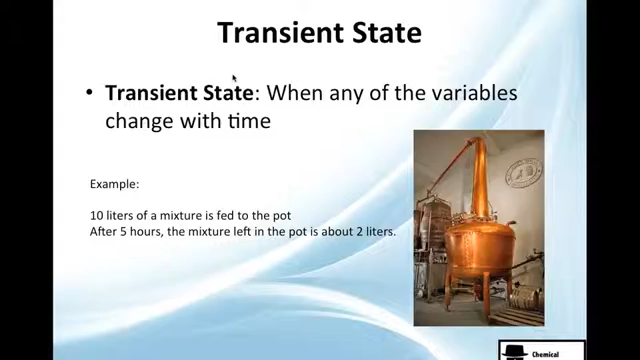 Transient State
• Transient State: When any of the variables
change with time
Example:
10 liters of a mixture is fed to the pot
After 5 hours, the mixture left in the pot is about 2 liters.
Chemical